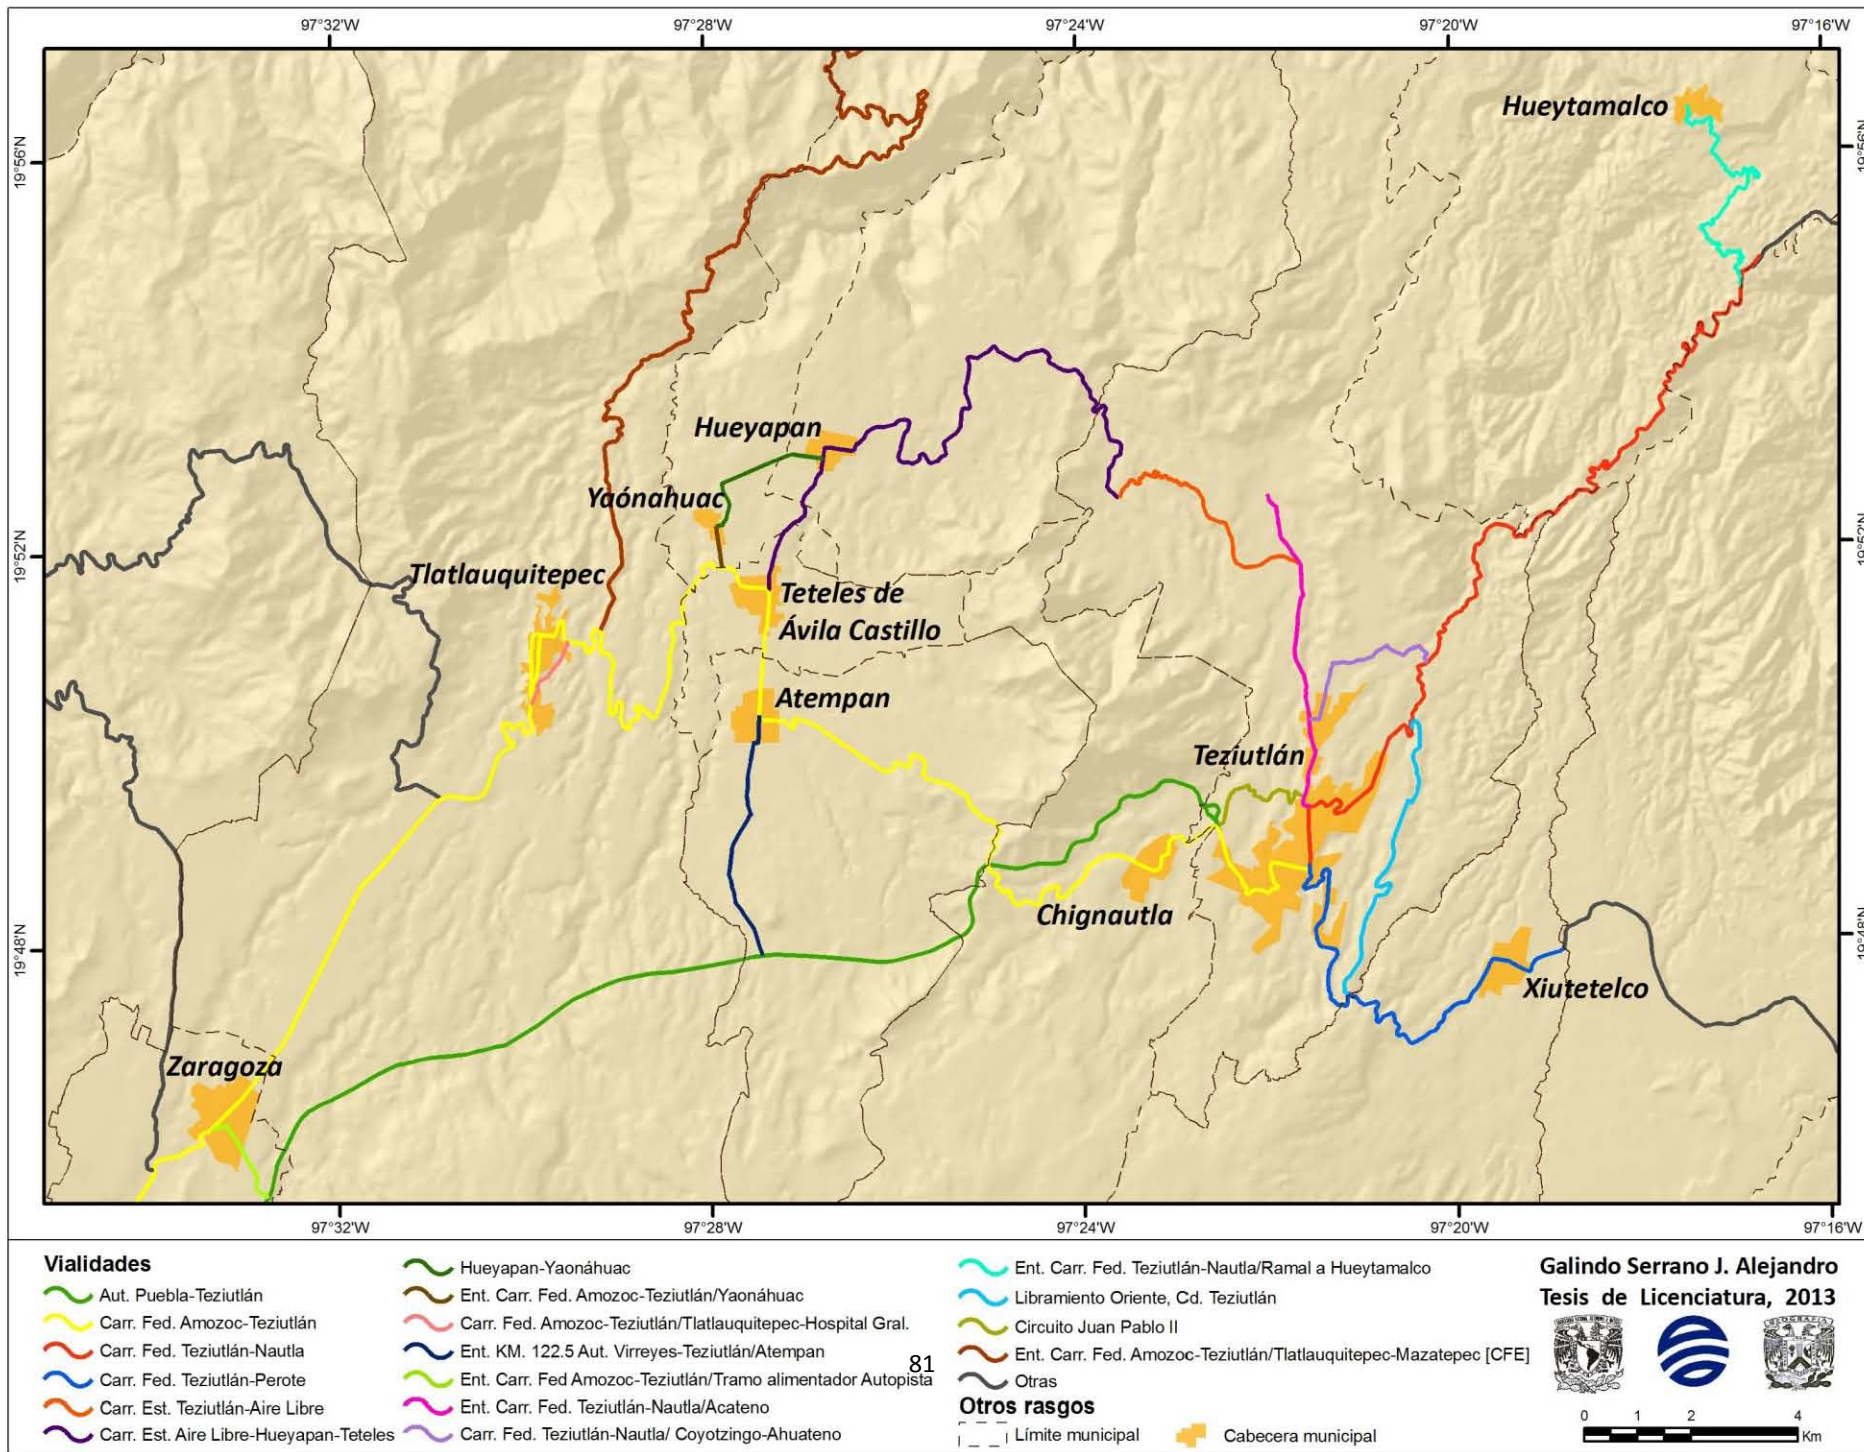 97°32'W
97°28'W
97°24'W
97°20'W
97°16'W
19°56'N
19°56'N
Hueytamalco
Hueyapan
Yaónahuac
19°52'N
19°52'N
Tlatlauquitepec
Teteles de
Ávila Castillo
Atempan
Teziutlán
Chignautla
19°48'N
19°48'N
Xiutetelco
Zaragoza
97°32'W
97°28'W
97°24'W
97°20'W
97°16'W
Vialidades
Aut. Puebla-Teziutlán
Carr. Fed. Amozoc-Teziutlán
Carr. Fed. Teziutlán-Nautla
Carr. Fed. Teziutlán-Perote
Carr. Est. Teziutlán-Aire Libre
Carr. Est. Aire Libre-Hueyapan-Teteles
Hueyapan-Yaonáhuac
Ent. Carr. Fed. Amozoc-Teziutlán/Yaonáhuac
Carr. Fed. Amozoc-Teziutlán/Tlatlauquitepec-Hospital Gral.
Ent. KM. 122.5 Aut. Virreyes-Teziutlán/Atempan
Ent. Carr. Fed Amozoc-Teziutlán/Tramo alimentador Autopista
Ent. Carr. Fed. Teziutlán-Nautla/Acateno
Carr. Fed. Teziutlán-Nautla/ Coyotzingo-Ahuateno
81
Ent. Carr. Fed. Teziutlán-Nautla/Ramal a Hueytamalco
Libramiento Oriente, Cd. Teziutlán
Circuito Juan Pablo II
Ent. Carr. Fed. Amozoc-Teziutlán/Tlatlauquitepec-Mazatepec [CFE]
Otras
Otros rasgos
Límite municipal
Cabecera municipal
Galindo Serrano J. Alejandro
Tesis de Licenciatura, 2013
0 1 2 4
Km